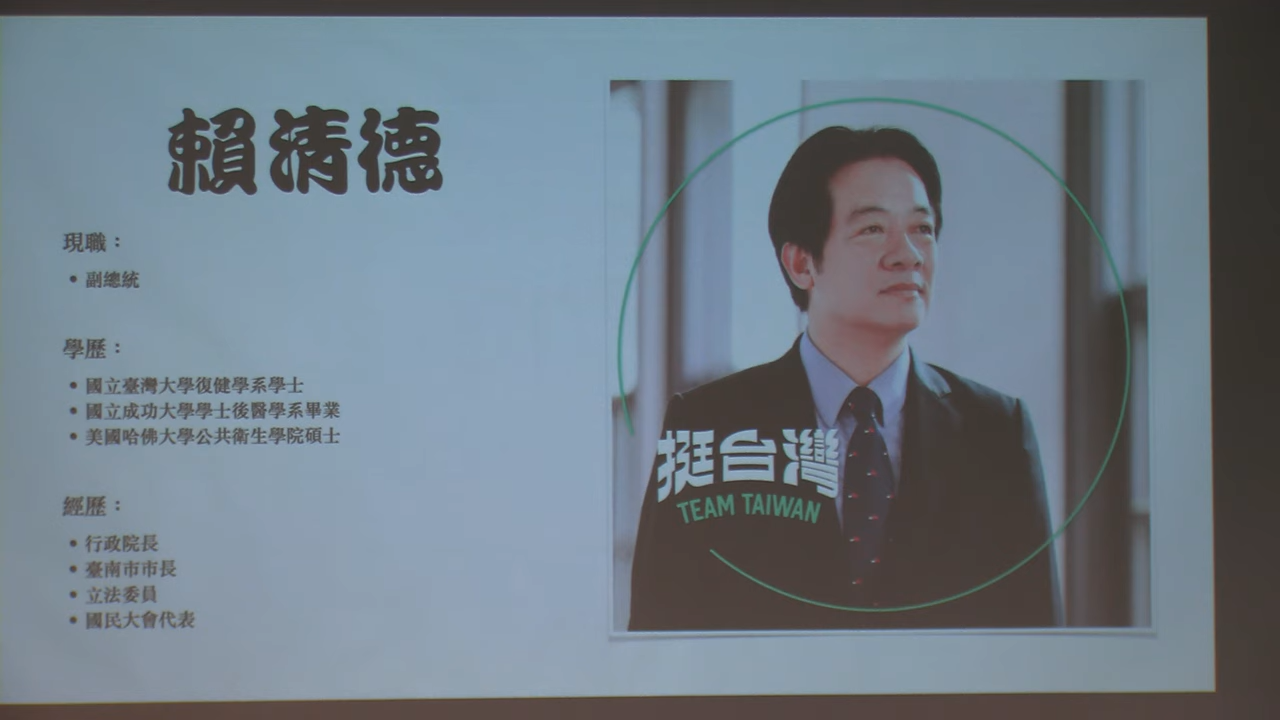 賴清德
現職：
• 副總統
學歷：
• 國立臺灣大學復健學系學士
• 國立成功大學學士後醫學系畢業
• 美國哈佛大學公共衛生學院碩士
經歷：
• 行政院長
• 臺南市市長
• 立法委員
• 國民大會代表
挺台灣
TEAM TAIWAN